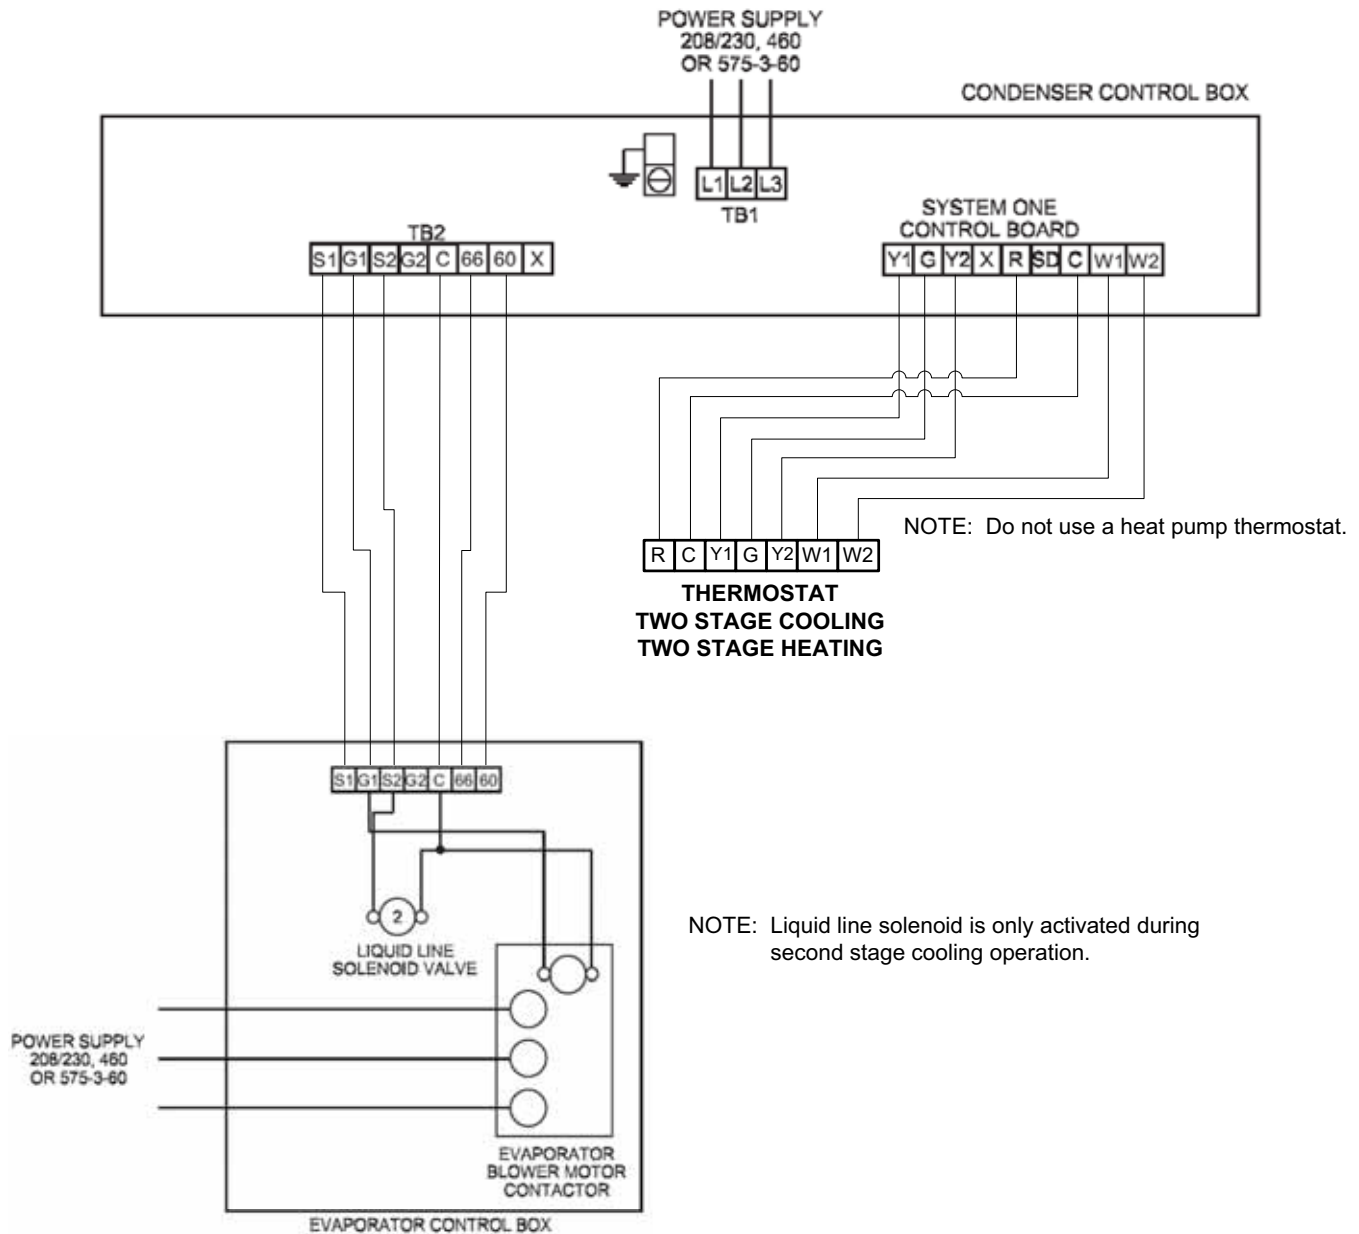 POWER SUPPLY
208/230, 460
OR 575-3-60
CONDENSER CONTROL BOX
L1 L2 L3
TB1
SYSTEM ONE
CONTROL BOARD
TB2
S1 G1 S2 G2 C 66 60 X
Y1 G Y2 X R SD C W1 W2
NOTE: Do not use a heat pump thermostat.
R C Y1 G Y2 W1 W2
THERMOSTAT
TWO STAGE COOLING
TWO STAGE HEATING
S1 G1 S2 G2 C 66 60
2
LIQUID LINE
SOLENOID VALVE
NOTE: Liquid line solenoid is only activated during
second stage cooling operation.
POWER SUPPLY
208/230, 460
OR 575-3-60
EVAPORATOR
BLOWER MOTOR
CONTACTOR
EVAPORATOR CONTROL BOX